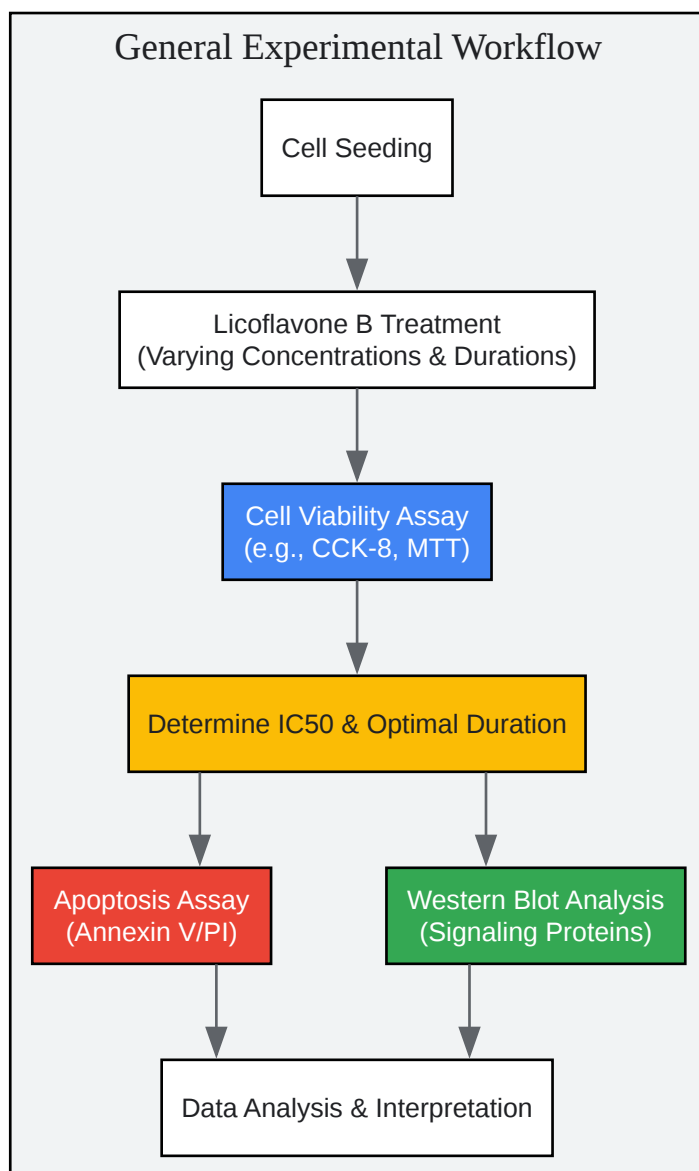 General Experimental Workflow
Cell Seeding
Licoflavone B Treatment
(Varying Concentrations & Durations)
Cell Viability Assay
(e.g., CCK-8, MTT)
Determine IC50 & Optimal Duration
Apoptosis Assay
(Annexin V/PI)
Western Blot Analysis
(Signaling Proteins)
Data Analysis & Interpretation